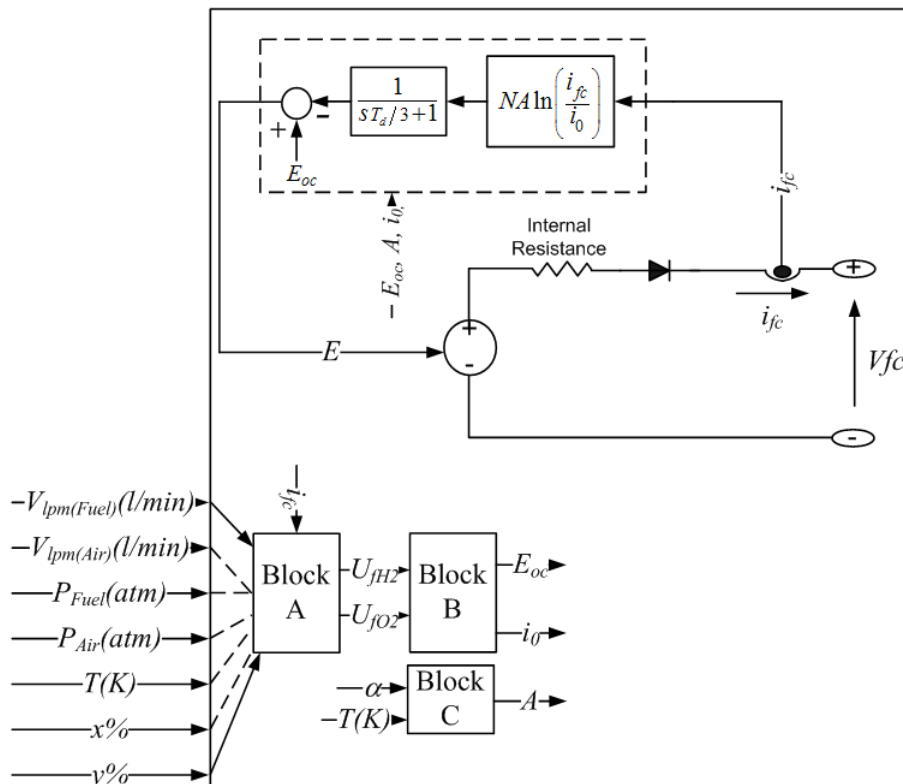 1
sT_d/3+1
NA ln(i_fc/i_0)
-
+
E_oc
i_fc
– E_oc, A, i_0,
Internal
Resistance
+
i_fc
E
+
-
Vfc
-
–V_lpm(Fuel)(l/min)
–V_lpm(Air)(l/min)
P_Fuel(atm)
P_Air(atm)
T(K)
x%
y%
i_fc
Block
A
U_fH2
U_fO2
Block
B
E_oc
i_0
α
–T(K)
Block
C
A